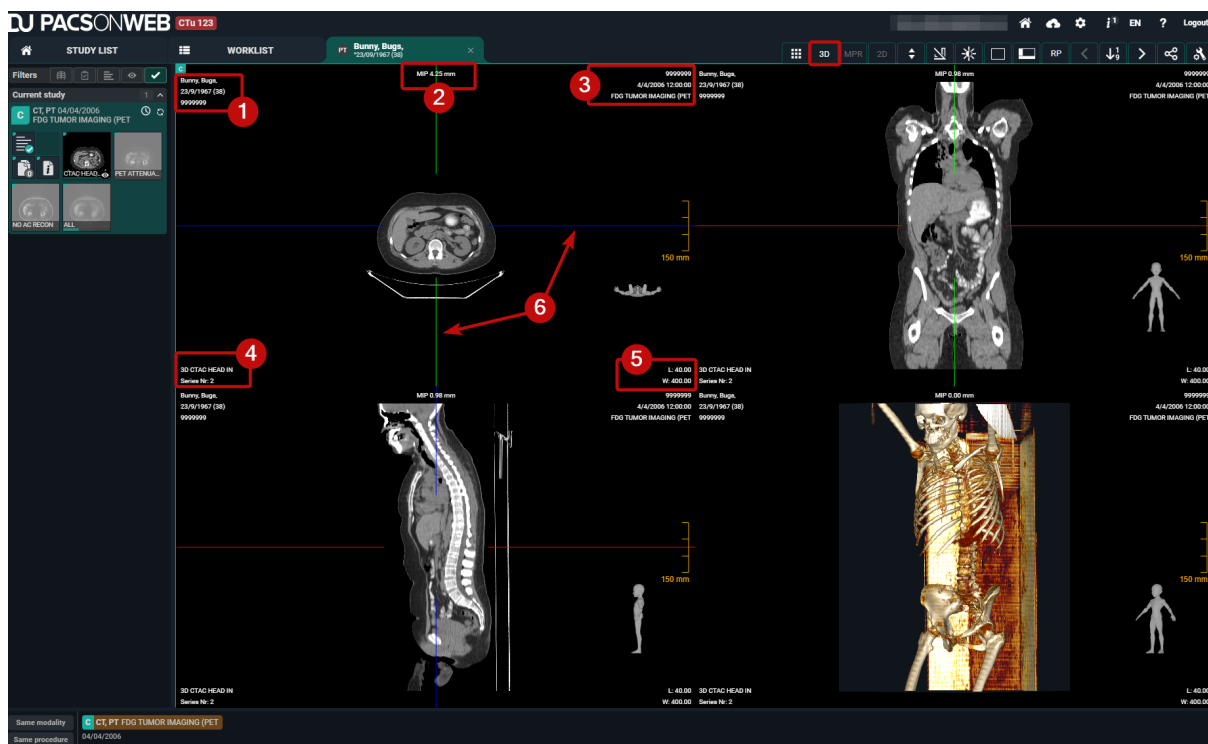 DU PACSONWEB CTu 123
i EN ? Logout
STUDY LIST
WORKLIST
PT Bunny, Bugs, ×
*23/09/1967 (38)
3D MPR 2D RP
Filters
Current study 1
C CT, PT 04/04/2006
FDG TUMOR IMAGING (PET
0 i
CTAC HEAD... PET ATTENUA...
NO AC RECON ALL
C
Bunny, Bugs,
23/9/1967 (38)
9999999
1
MIP 4.25 mm
2
3
9999999
4/4/2006 12:00:00
FDG TUMOR IMAGING (PET
150 mm
6
4
3D CTAC HEAD IN
Series Nr: 2
5
L: 40.00
W: 400.00
Bunny, Bugs,
23/9/1967 (38)
9999999
MIP 0.98 mm
9999999
4/4/2006 12:00:00
FDG TUMOR IMAGING (PET
150 mm
3D CTAC HEAD IN
Series Nr: 2
L: 40.00
W: 400.00
Bunny, Bugs,
23/9/1967 (38)
9999999
MIP 0.98 mm
9999999
4/4/2006 12:00:00
FDG TUMOR IMAGING (PET
150 mm
3D CTAC HEAD IN
Series Nr: 2
L: 40.00
W: 400.00
Bunny, Bugs,
23/9/1967 (38)
9999999
MIP 0.00 mm
9999999
4/4/2006 12:00:00
FDG TUMOR IMAGING (PET
3D CTAC HEAD IN
Series Nr: 2
L: 40.00
W: 400.00
Same modality
Same procedure
C CT, PT FDG TUMOR IMAGING (PET
04/04/2006